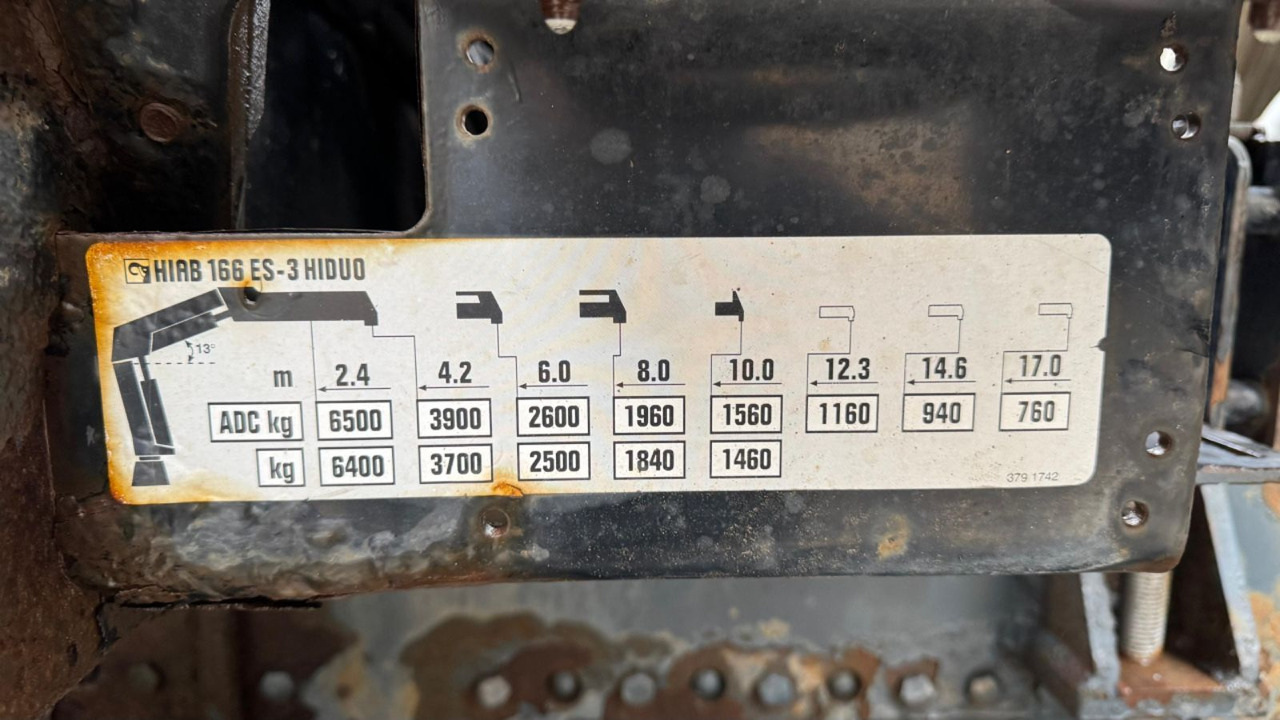 HIAB 166 ES-3 HIDUO
13°
m 2.4 4.2 6.0 8.0 10.0 12.3 14.6 17.0
ADC kg 6500 3900 2600 1960 1560 1160 940 760
kg 6400 3700 2500 1840 1460
379 1742